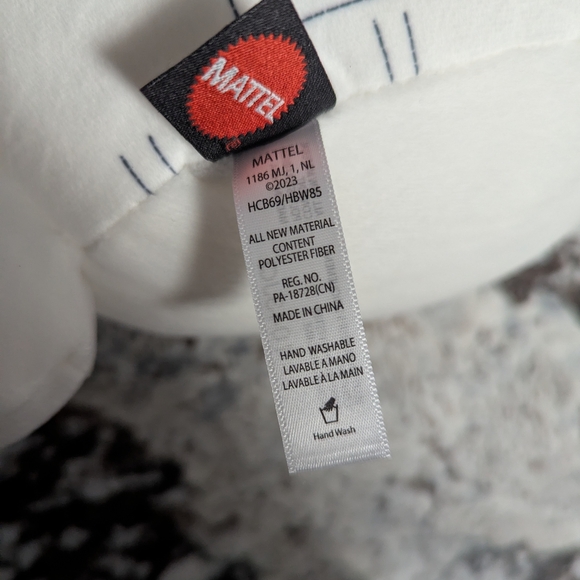 MATTEL
®
MATTEL
1186 MJ, 1, NL
©2023
HCB69/HBW85
ALL NEW MATERIAL
CONTENT
POLYESTER FIBER
REG. NO.
PA-18728(CN)
MADE IN CHINA
HAND WASHABLE
LAVABLE A MANO
LAVABLE À LA MAIN
Hand Wash